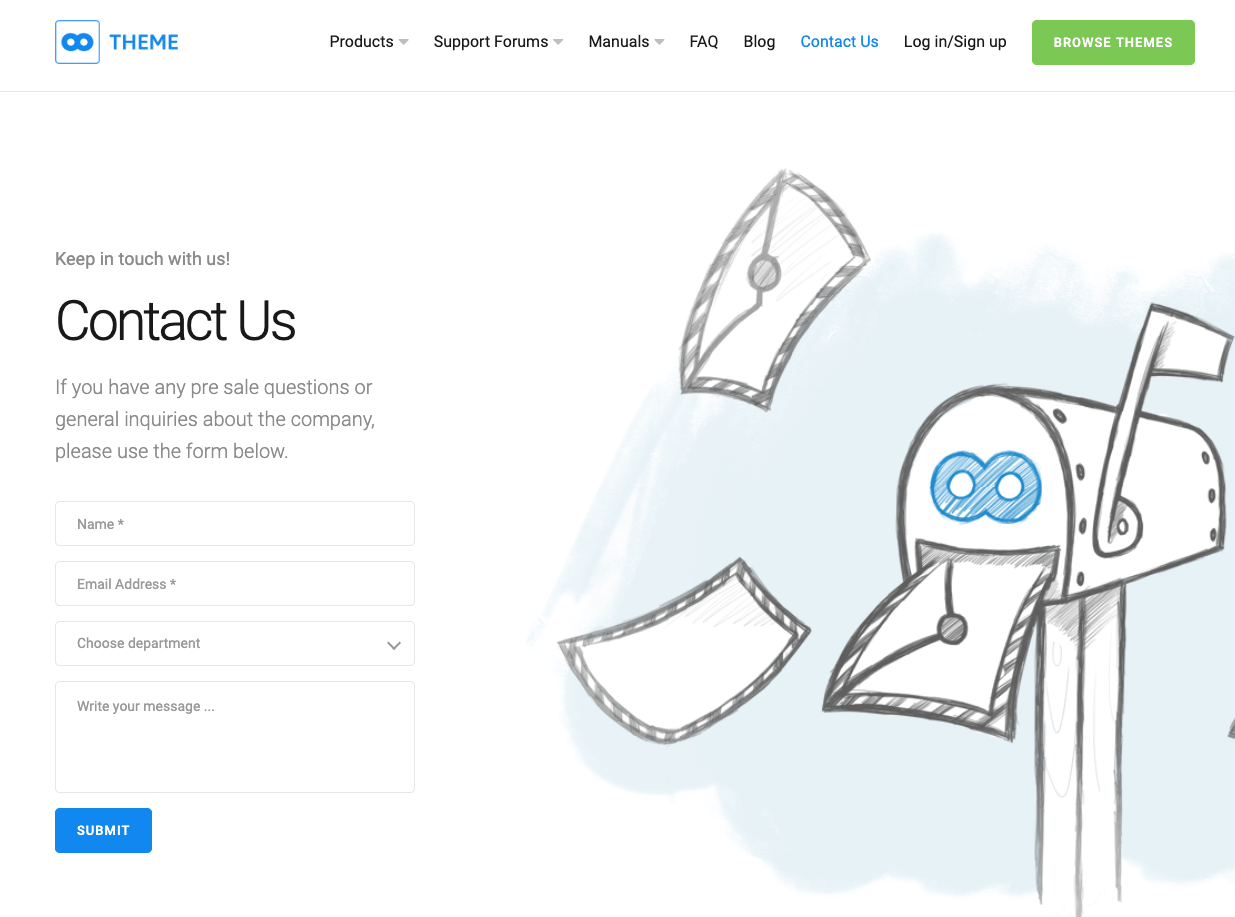 THEME
Products
Support Forums
Manuals
FAQ
Blog
Contact Us
Log in/Sign up
BROWSE THEMES
Keep in touch with us!
Contact Us
If you have any pre sale questions or
general inquiries about the company,
please use the form below.
Name *
Email Address *
Choose department
Write your message ...
SUBMIT